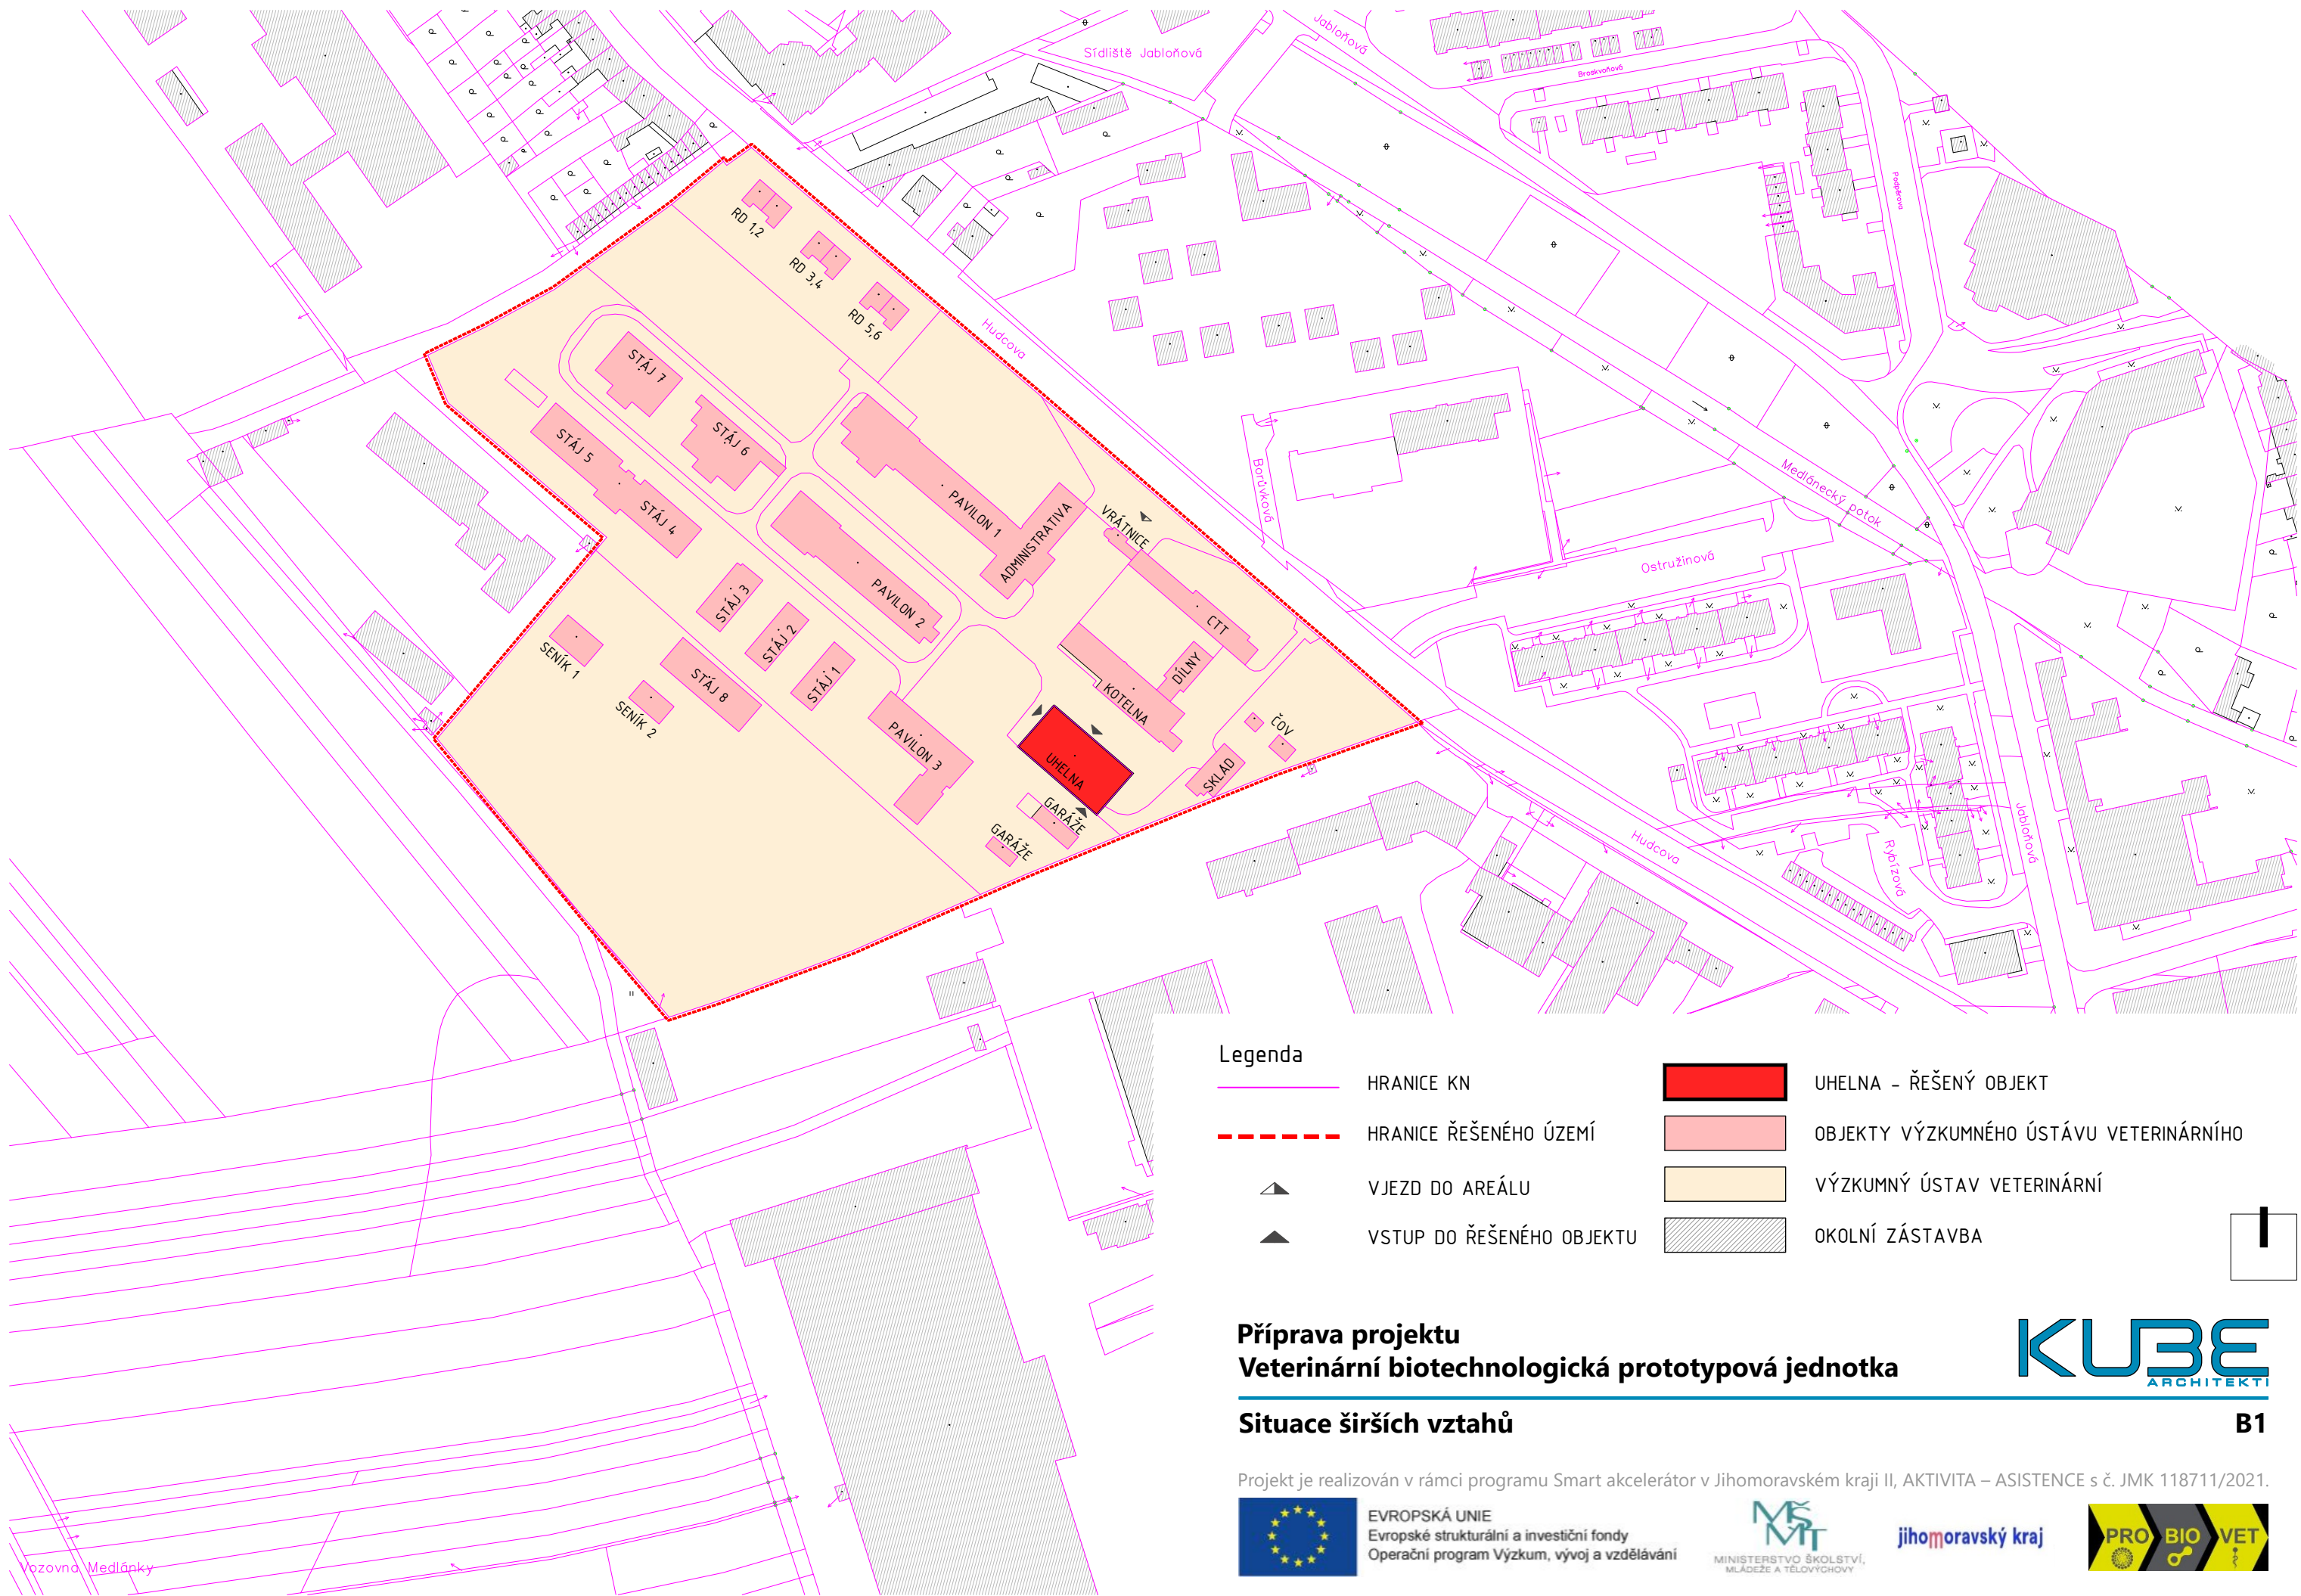 Sídliště Jabloňová
Jabloňová
Broskvoňová
Podpěrova
RD 1,2
RD 3,4
RD 5,6
Hudcova
STÁJ 7
STÁJ 6
STÁJ 5
STÁJ 4
PAVILON 1
ADMINISTRATIVA
VRÁTNICE
Borůvkova
Medlánecký potok
Ostružinová
STÁJ 3
STÁJ 2
STÁJ 1
PAVILON 2
CTT
DÍLNY
KOTELNA
SENÍK 1
SENÍK 2
STÁJ 8
PAVILON 3
UHELNA
ČOV
SKLAD
GARÁŽE
GARÁŽE
Hudcova
Rybízová
Jabloňová
Vozovna Medlánky
Legenda
HRANICE KN
HRANICE ŘEŠENÉHO ÚZEMÍ
VJEZD DO AREÁLU
VSTUP DO ŘEŠENÉHO OBJEKTU
UHELNA - ŘEŠENÝ OBJEKT
OBJEKTY VÝZKUMNÉHO ÚSTAVU VETERINÁRNÍHO
VÝZKUMNÝ ÚSTAV VETERINÁRNÍ
OKOLNÍ ZÁSTAVBA
Příprava projektu
Veterinární biotechnologická prototypová jednotka
KUBE
ARCHITEKTI
Situace širších vztahů B1
Projekt je realizován v rámci programu Smart akcelerátor v Jihomoravském kraji II, AKTIVITA – ASISTENCE s č. JMK 118711/2021.
EVROPSKÁ UNIE
Evropské strukturální a investiční fondy
Operační program Výzkum, vývoj a vzdělávání
MŠMT
MINISTERSTVO ŠKOLSTVÍ,
MLÁDEŽE A TĚLOVÝCHOVY
jihomoravský kraj
PRO BIO VET